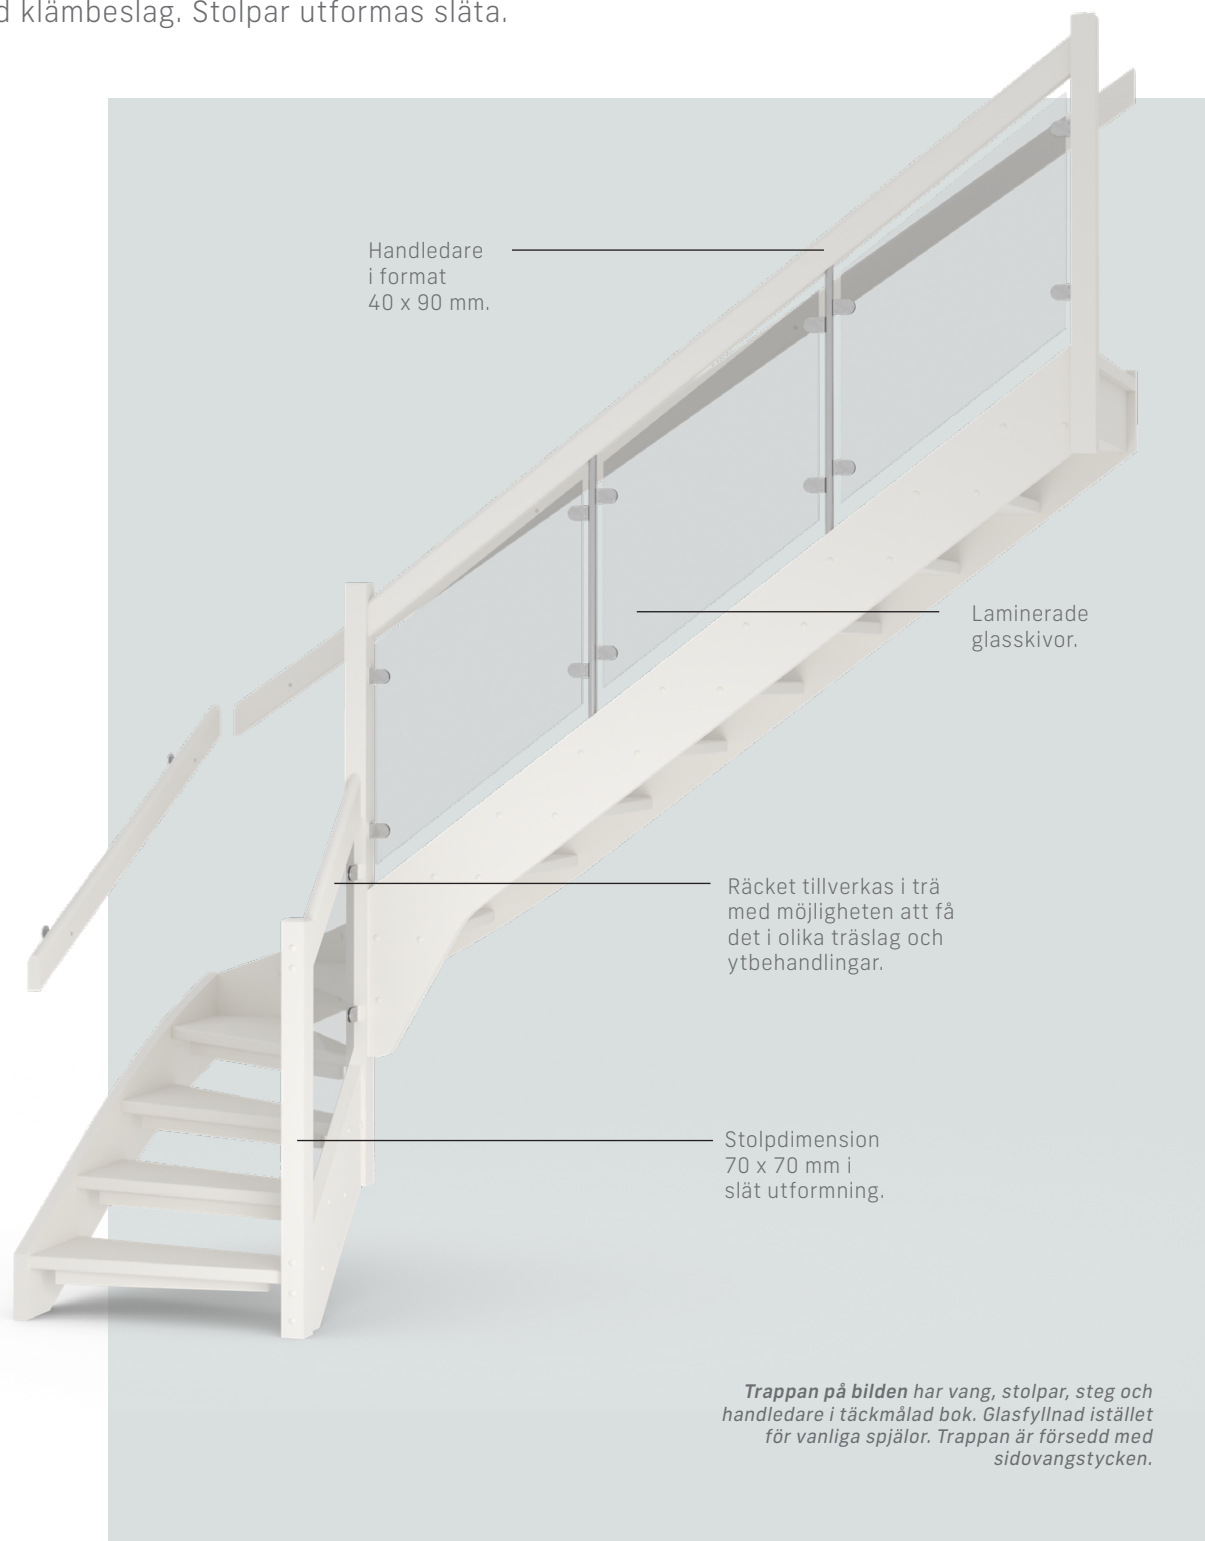 klämbeslag. Stolpar utformas släta.
Handledare
i format
40 x 90 mm.
Laminerade
glasskivor.
Räcket tillverkas i trä
med möjligheten att få
det i olika träslag och
ytbehandlingar.
Stolpdimension
70 x 70 mm i
slät utformning.
Trappan på bilden har vang, stolpar, steg och
handledare i täckmålad bok. Glasfyllnad istället
för vanliga spjälor. Trappan är försedd med
sidovangstycken.